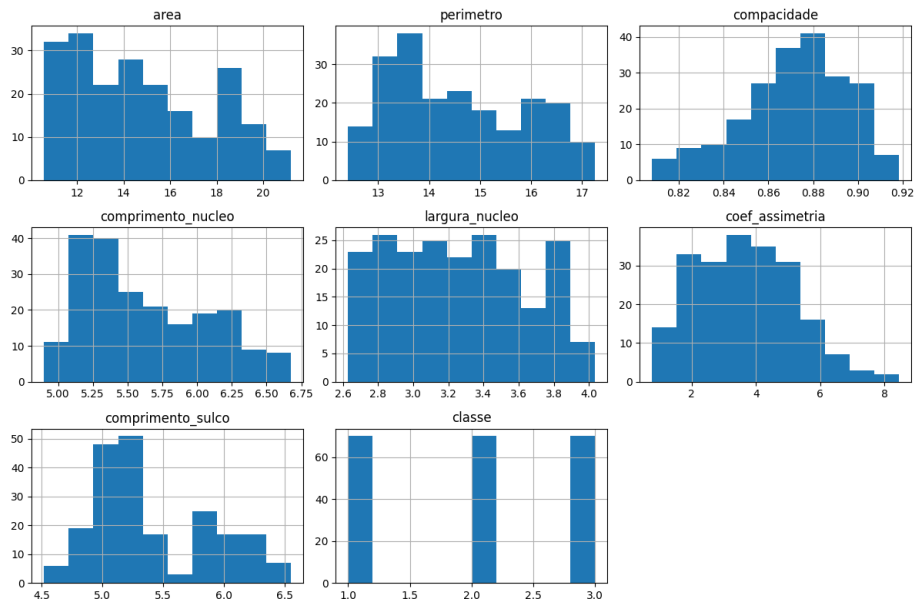 area
30
20
10
0
12 14 16 18 20
perimetro
30
20
10
0
13 14 15 16 17
compacidade
40
30
20
10
0
0.82 0.84 0.86 0.88 0.90 0.92
comprimento_nucleo
40
30
20
10
0
5.00 5.25 5.50 5.75 6.00 6.25 6.50 6.75
largura_nucleo
25
20
15
10
5
0
2.6 2.8 3.0 3.2 3.4 3.6 3.8 4.0
coef_assimetria
30
20
10
0
2 4 6 8
comprimento_sulco
50
40
30
20
10
0
4.5 5.0 5.5 6.0 6.5
classe
60
40
20
0
1.0 1.5 2.0 2.5 3.0